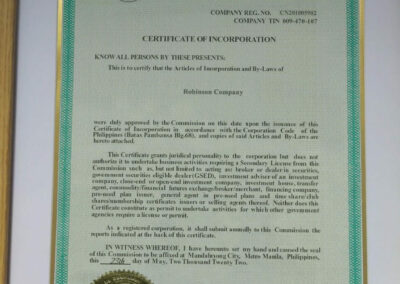 COMPANY REG. NO. CN201005982
COMPANY TIN 009-470-107
CERTIFICATE OF INCORPORATION
KNOW ALL PERSONS BY THESE PRESENTS:
This is to certify that the Articles of Incorporation and By-Laws of
Robinson Company
were duly approved by the Commission on this date upon the issuance of this
Certificate of Incorporation in accordance with the Corporation Code of the
Philippines (Batas Pambansa Blg.68), and copies of said Articles and By-Laws are
hereto attached.
This Certificate grants juridical personality to the corporation but does not
authorize it to undertake business activities requiring a Secondary License from this
Commission such as, but not limited to acting as: broker or dealer in securities,
government securities eligible dealer (GSED), investment adviser of an investment
company, close-end or open-end investment company, investment house, transfer
agent, commodity/financial futures exchange/broker/merchant, financing company,
pre-need plan issuer, general agent in pre-need plans and time share/club
shares/membership certificates issuers or selling agents thereof. Neither does this
Certificate constitute as permit to undertake activities for which other government
agencies require a license or permit.
As a registered corporation, it shall submit annually to this Commission the
reports indicated at the back of this certificate.
IN WITNESS WHEREOF, I have hereunto set my hand and caused the seal
of this Commission to be affixed at Mandaluyong City, Metro Manila, Philippines,
this 25th day of May, Two Thousand Twenty Two.